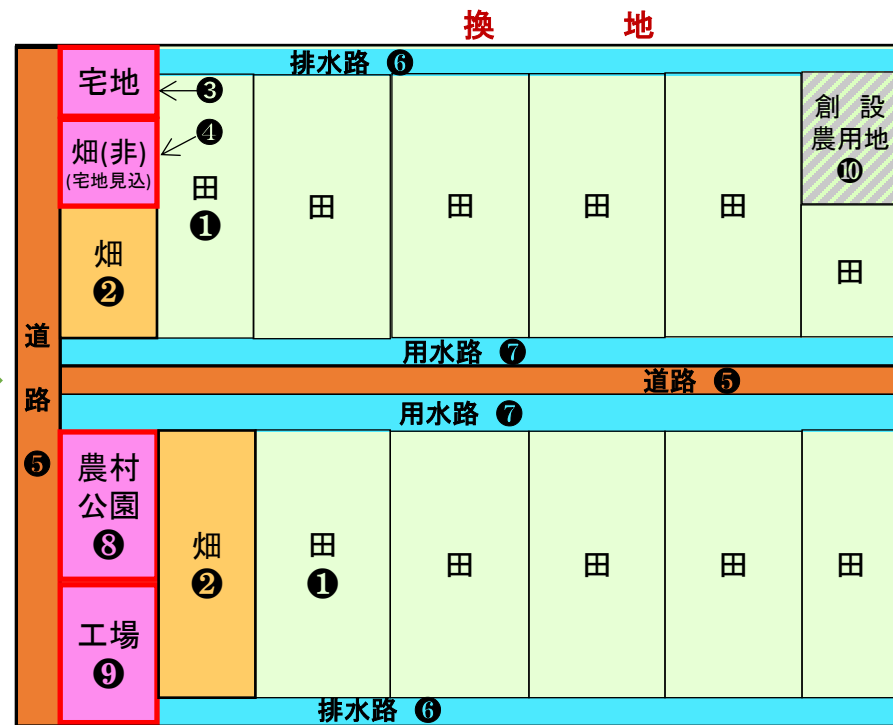 換 地
排水路 ❻
宅地
❸
畑(非)
(宅地見込)
❹
田
❶
田
田
田
田
創 設
農用地
❿
畑
❷
田
用水路 ❼
道
路
❺
道路 ❺
用水路 ❼
農村
公園
❽
畑
❷
田
❶
田
田
田
田
工場
❾
排水路 ❻